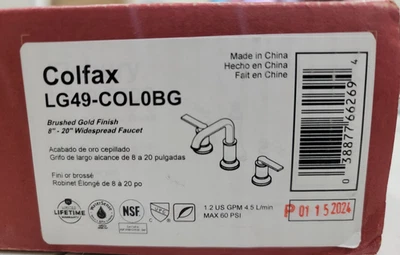 Made in China
Hecho en China
Fait en Chine
Colfax
LG49-COL0BG
Brushed Gold Finish
8" - 20" Widespread Faucet
Acabado de oro cepillado
Grifo de largo alcance de 8 a 20 pulgadas
Fini or brossé
Robinet Élongé de 8 à 20 po
0 38877 66269 4
LIFETIME
WaterSense
NSF
1.2 US GPM 4.5 L/min
MAX 60 PSI
P 01 15 2024